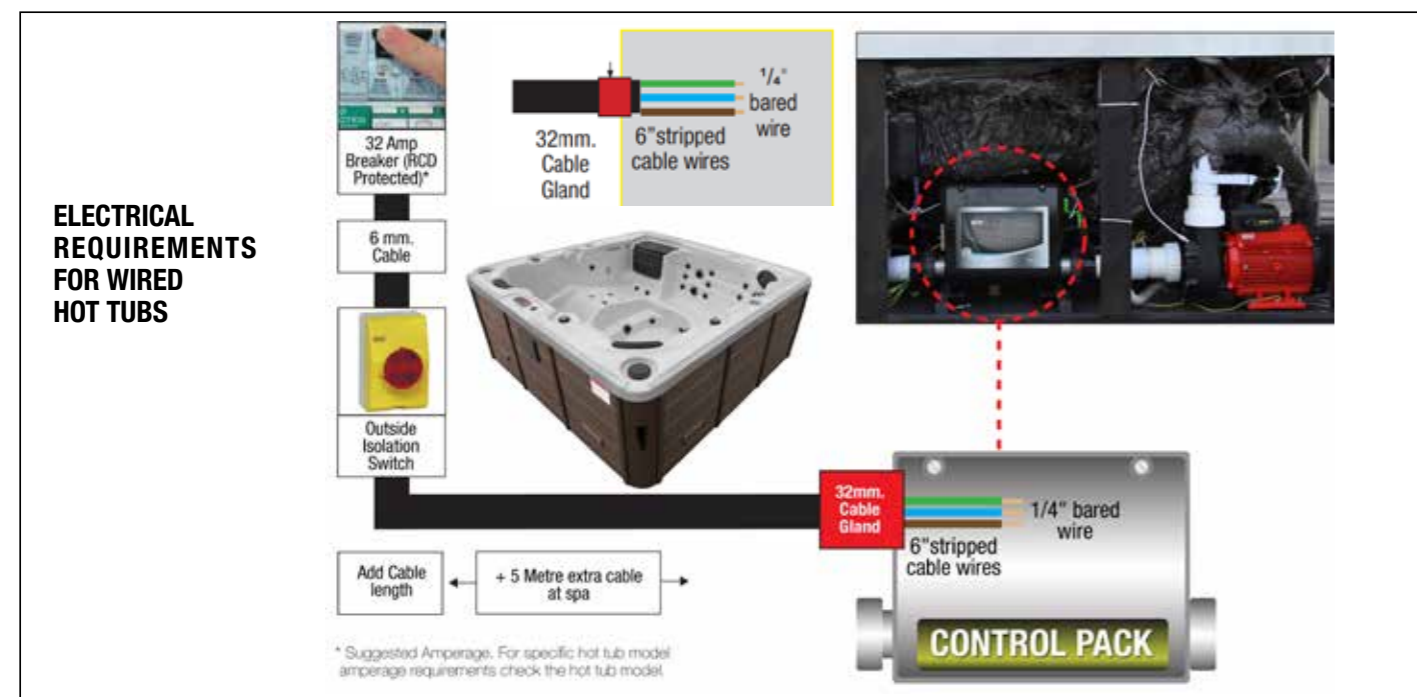 ELECTRICAL
REQUIREMENTS
FOR WIRED
HOT TUBS
32 Amp
Breaker (RCD
Protected)*
6 mm.
Cable
Outside
Isolation
Switch
Add Cable
length
+ 5 Metre extra cable
at spa
* Suggested Amperage. For specific hot tub model
amperage requirements check the hot tub model.
32mm.
Cable
Gland
6"stripped
cable wires
1/4"
bared
wire
32mm.
Cable
Gland
6"stripped
cable wires
1/4" bared
wire
CONTROL PACK